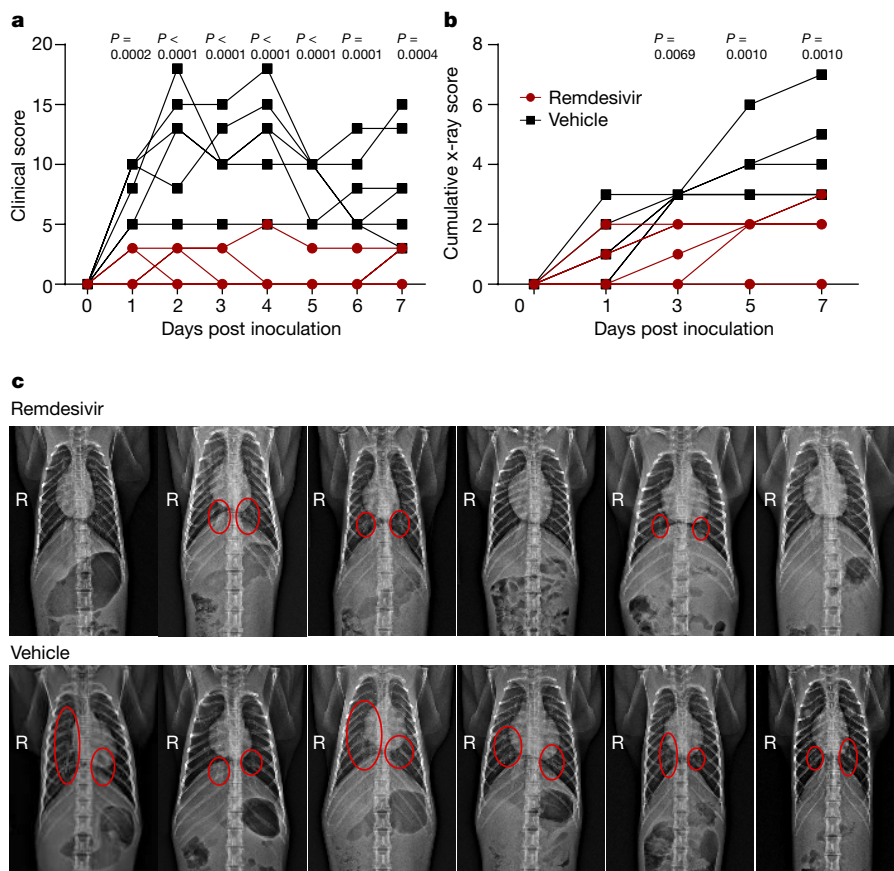 a
P =
0.0002
P <
0.0001
P <
0.0001
P <
0.0001
P <
0.0001
P =
0.0001
P =
0.0004
20
15
10
5
0
Clinical score
0 1 2 3 4 5 6 7
Days post inoculation
b
P =
0.0069
P =
0.0010
P =
0.0010
8
6
4
2
0
Cumulative x-ray score
Remdesivir
Vehicle
0 1 3 5 7
Days post inoculation
c
Remdesivir
R R R R R R
Vehicle
R R R R R R